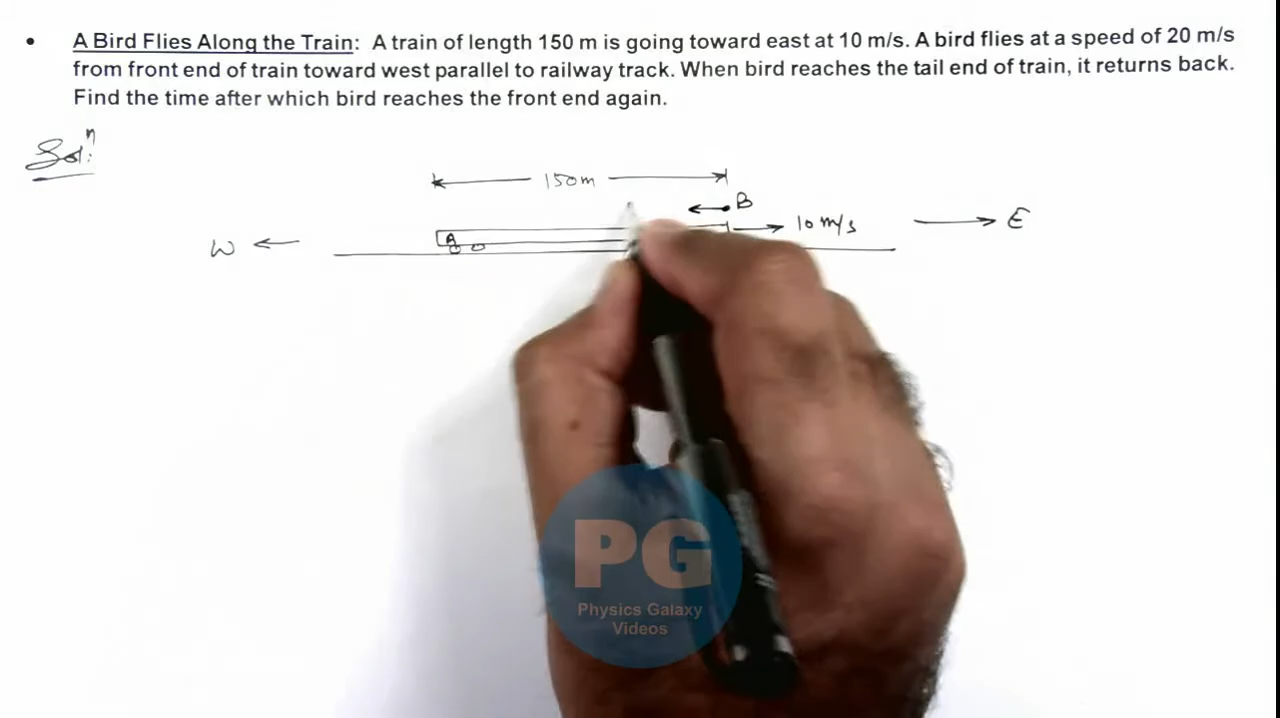 • A Bird Flies Along the Train: A train of length 150 m is going toward east at 10 m/s. A bird flies at a speed of 20 m/s
from front end of train toward west parallel to railway track. When bird reaches the tail end of train, it returns back.
Find the time after which bird reaches the front end again.
Solⁿ:
150m
B
10 m/s
E
W
A
PG
Physics Galaxy
Videos